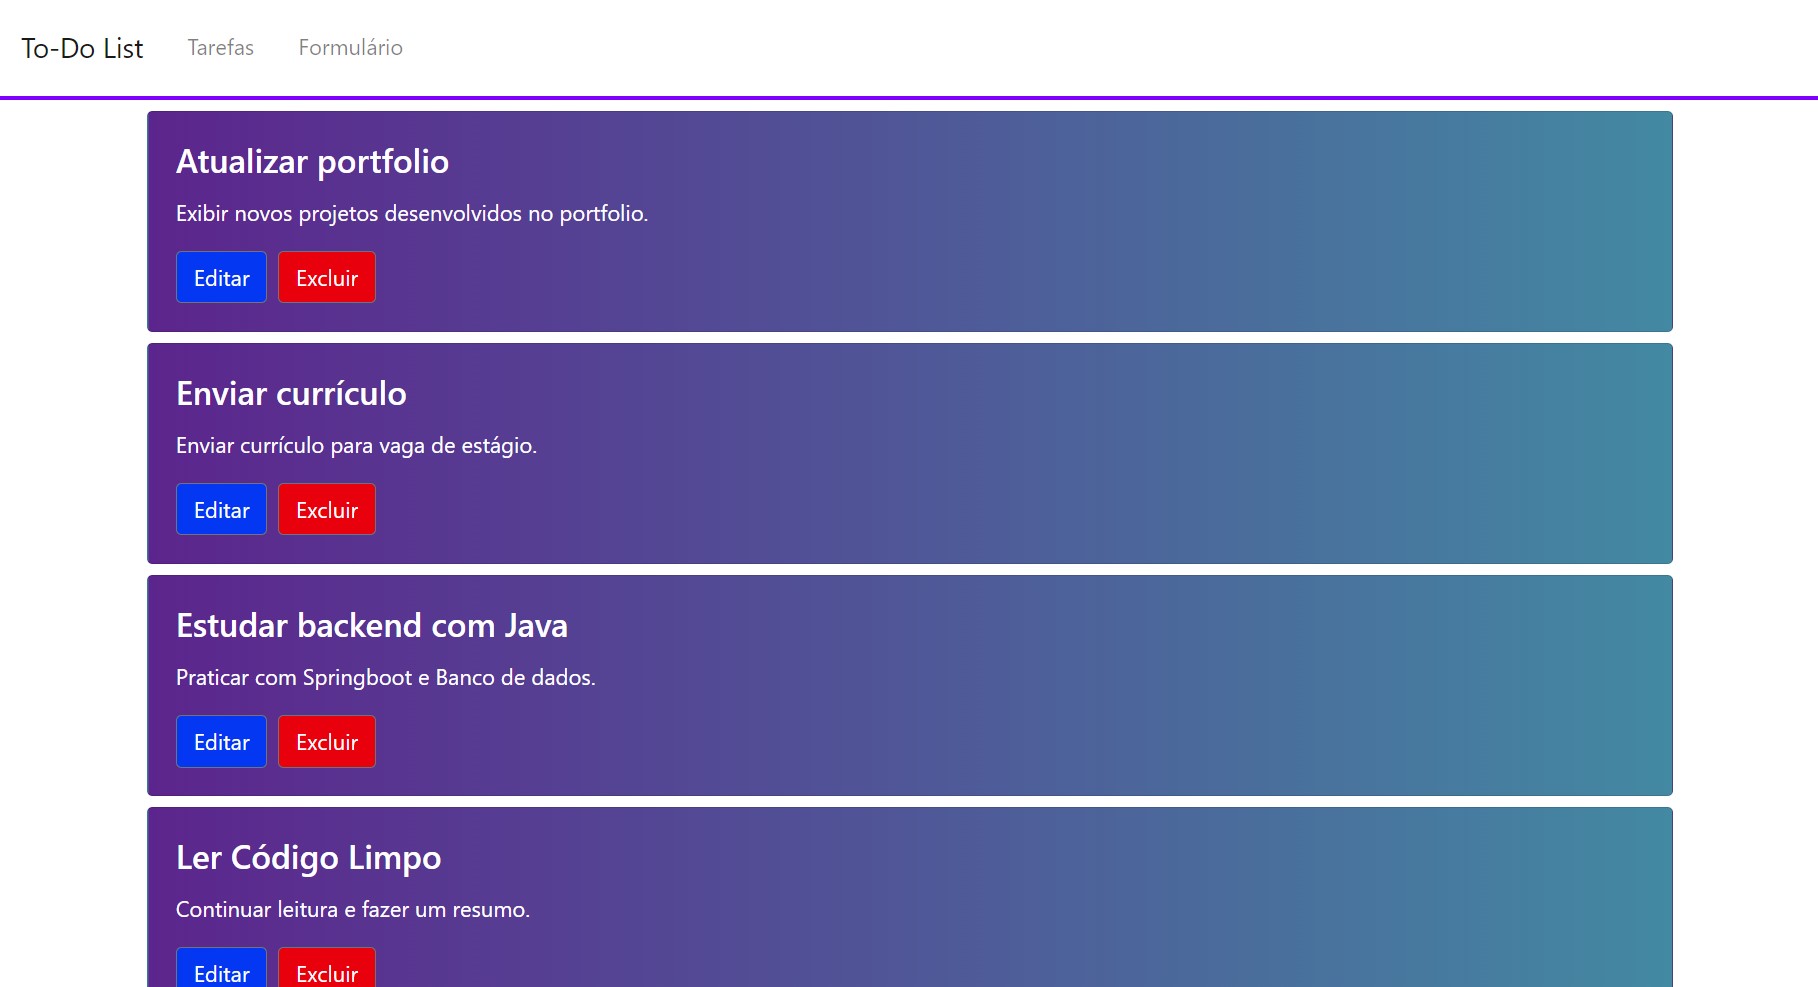 To-Do List Tarefas Formulário
Atualizar portfolio
Exibir novos projetos desenvolvidos no portfolio.
Editar Excluir
Enviar currículo
Enviar currículo para vaga de estágio.
Editar Excluir
Estudar backend com Java
Praticar com Springboot e Banco de dados.
Editar Excluir
Ler Código Limpo
Continuar leitura e fazer um resumo.
Editar Excluir